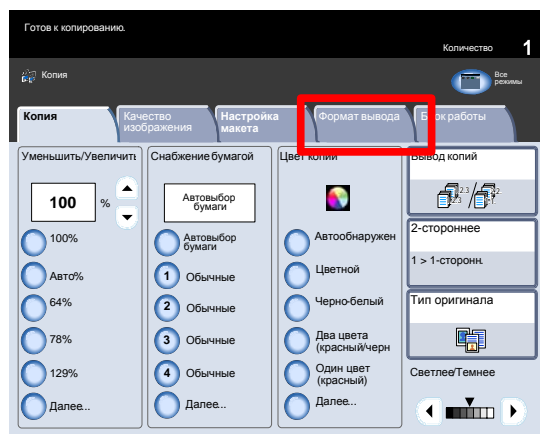 Готов к копированию.
Количество 1
Копия
Все режимы
Копия
Качество изображения
Настройка макета
Формат вывода
Блок работы
Уменьшить/Увеличить
100 %
100%
Авто%
64%
78%
129%
Далее...
Снабжение бумагой
Автовыбор бумаги
Автовыбор бумаги
1 Обычные
2 Обычные
3 Обычные
4 Обычные
Далее...
Цвет копии
Автообнаружен
Цветной
Черно-белый
Два цвета (красный/черн
Один цвет (красный)
Далее...
Вывод копий
2-стороннее
1 > 1-сторонн.
Тип оригинала
Светлее/Темнее